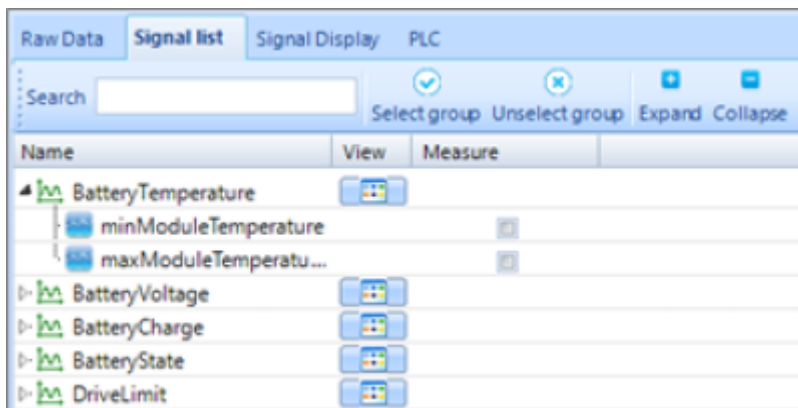 Raw Data Signal list Signal Display PLC
Search Select group Unselect group Expand Collapse
Name View Measure
BatteryTemperature
minModuleTemperature
maxModuleTemperatu...
BatteryVoltage
BatteryCharge
BatteryState
DriveLimit